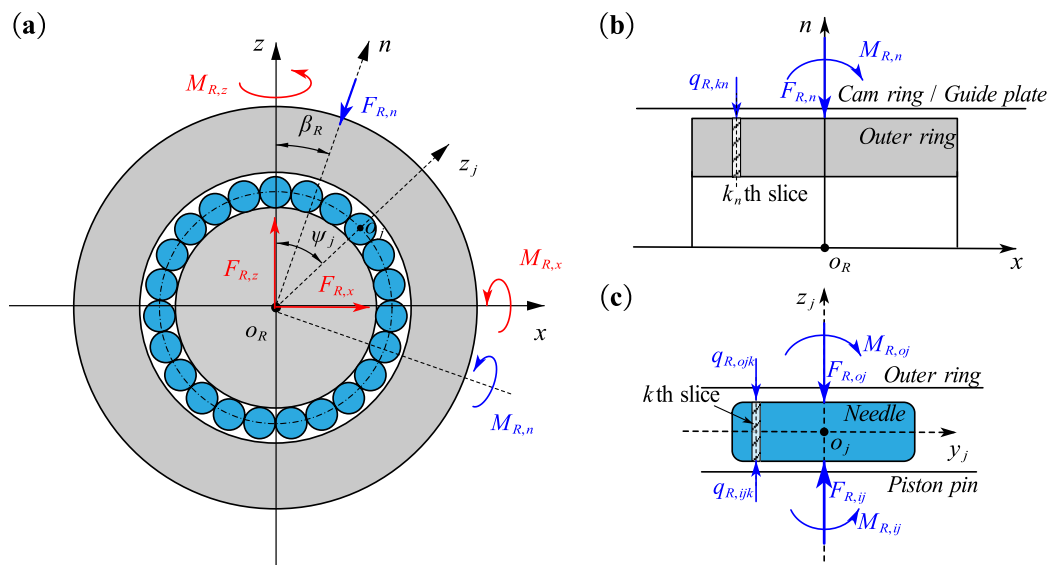 (a)
z
n
M_{R,z}
F_{R,n}
β_R
z_j
o_j
ψ_j
F_{R,z}
F_{R,x}
M_{R,x}
o_R
x
M_{R,n}
(b)
n
M_{R,n}
q_{R,kn}
F_{R,n}
Cam ring / Guide plate
Outer ring
k_n th slice
o_R
x
(c)
z_j
M_{R,oj}
q_{R,ojk}
F_{R,oj}
Outer ring
kth slice
Needle
o_j
y_j
q_{R,ijk}
F_{R,ij}
Piston pin
M_{R,ij}